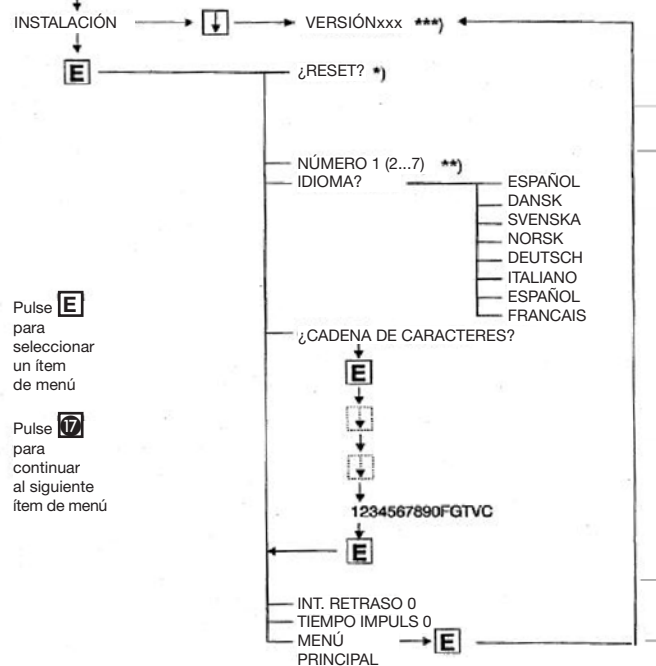 INSTALACIÓN
VERSIÓNxxx ***)
E
¿RESET? *)
NÚMERO 1 (2...7) **)
IDIOMA?
ESPAÑOL
DANSK
SVENSKA
NORSK
DEUTSCH
ITALIANO
ESPAÑOL
FRANCAIS
Pulse E
para
seleccionar
un ítem
de menú
¿CADENA DE CARACTERES?
E
Pulse 17
para
continuar
al siguiente
ítem de menú
1234567890FGTVC
E
INT. RETRASO 0
TIEMPO IMPULS 0
MENÚ
PRINCIPAL
E